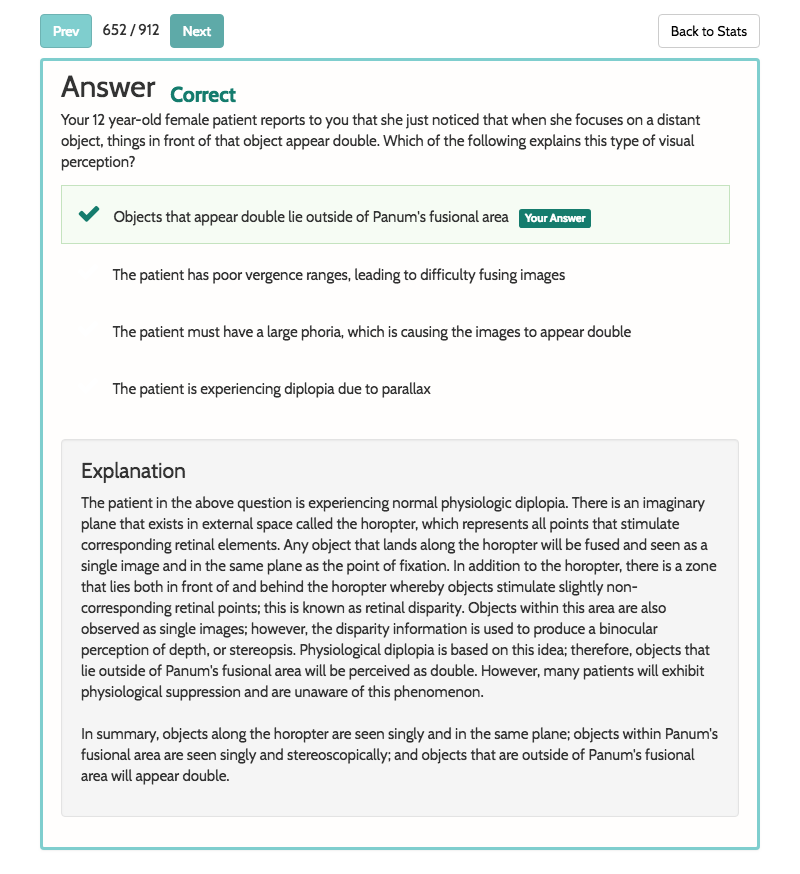 Prev 652 / 912 Next Back to Stats
Answer Correct
Your 12 year-old female patient reports to you that she just noticed that when she focuses on a distant
object, things in front of that object appear double. Which of the following explains this type of visual
perception?
Objects that appear double lie outside of Panum's fusional area Your Answer
The patient has poor vergence ranges, leading to difficulty fusing images
The patient must have a large phoria, which is causing the images to appear double
The patient is experiencing diplopia due to parallax
Explanation
The patient in the above question is experiencing normal physiologic diplopia. There is an imaginary
plane that exists in external space called the horopter, which represents all points that stimulate
corresponding retinal elements. Any object that lands along the horopter will be fused and seen as a
single image and in the same plane as the point of fixation. In addition to the horopter, there is a zone
that lies both in front of and behind the horopter whereby objects stimulate slightly non-
corresponding retinal points; this is known as retinal disparity. Objects within this area are also
observed as single images; however, the disparity information is used to produce a binocular
perception of depth, or stereopsis. Physiological diplopia is based on this idea; therefore, objects that
lie outside of Panum's fusional area will be perceived as double. However, many patients will exhibit
physiological suppression and are unaware of this phenomenon.
In summary, objects along the horopter are seen singly and in the same plane; objects within Panum's
fusional area are seen singly and stereoscopically; and objects that are outside of Panum's fusional
area will appear double.